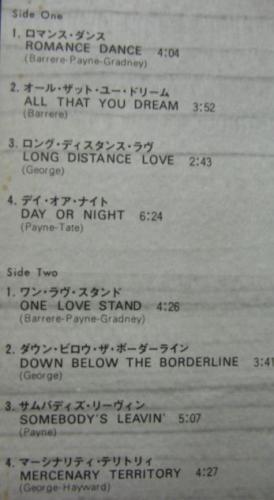 Side One
1. ロマンス・ダンス
ROMANCE DANCE 4:04
(Barrere-Payne-Gradney)
2. オール・ザット・ユー・ドリーム
ALL THAT YOU DREAM 3:52
(Barrere)
3. ロング・ディスタンス・ラヴ
LONG DISTANCE LOVE 2:43
(George)
4. デイ・オア・ナイト
DAY OR NIGHT 6:24
(Payne-Tate)
Side Two
1. ワン・ラヴ・スタンド
ONE LOVE STAND 4:26
(Barrere-Payne-Gradney)
2. ダウン・ビロウ・ザ・ボーダーライン
DOWN BELOW THE BORDERLINE 3:41
(George)
3. サムバディズ・リーヴィン
SOMEBODY'S LEAVIN' 5:07
(Payne)
4. マーシナリティ・テリトリィ
MERCENARY TERRITORY 4:27
(George-Hayward)